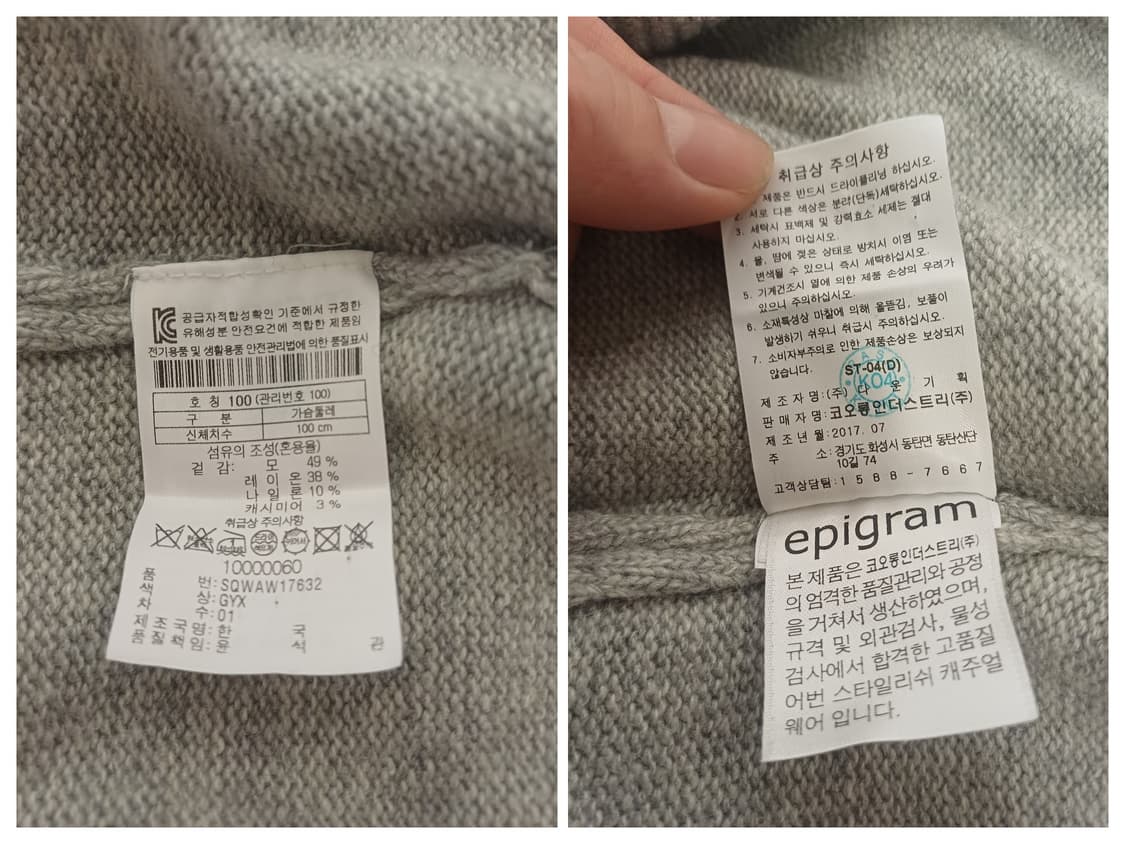 공급자적합성확인 기준에서 규정한
유해성분 안전요건에 적합한 제품임
전기용품 및 생활용품 안전관리법에 의한 품질표시
호 칭 100 (관리번호 100)
구 분 가슴둘레
신체치수 100 cm
섬유의 조성(혼용율)
겉 감: 모 49 %
레 이 온 38 %
나 일 론 10 %
캐시미어 3 %
취급상 주의사항
10000060
품 번: SQWAW17632
색 상: GYX
차 수: 01
제 조 국 명: 한 국
품 질 책 임: 윤 석 관
취급상 주의사항
제품은 반드시 드라이클리닝 하십시오.
2. 서로 다른 색상은 분리(단독)세탁하십시오.
3. 세탁시 표백제 및 강력효소 세제는 절대
사용하지 마십시오.
4. 물, 땀에 젖은 상태로 방치시 이염 또는
변색될 수 있으니 즉시 세탁하십시오.
5. 기계건조시 열에 의한 제품 손상의 우려가
있으니 주의하십시오.
6. 소재특성상 마찰에 의해 올뜯김, 보풀이
발생하기 쉬우니 취급시 주의하십시오.
7. 소비자부주의로 인한 제품손상은 보상되지
않습니다.
ST-04(D)
K04
제 조 자 명: (주) 다 운 기 획
판 매 자 명: 코오롱인더스트리(주)
제 조 년 월: 2017. 07
주 소: 경기도 화성시 동탄면 동탄산단
10길 74
고객상담팀: 1 5 8 8 - 7 6 6 7
epigram
본 제품은 코오롱인더스트리(주)
의 엄격한 품질관리와 공정
을 거쳐서 생산하였으며,
규격 및 외관검사, 물성
검사에서 합격한 고품질
어번 스타일리쉬 캐주얼
웨어 입니다.